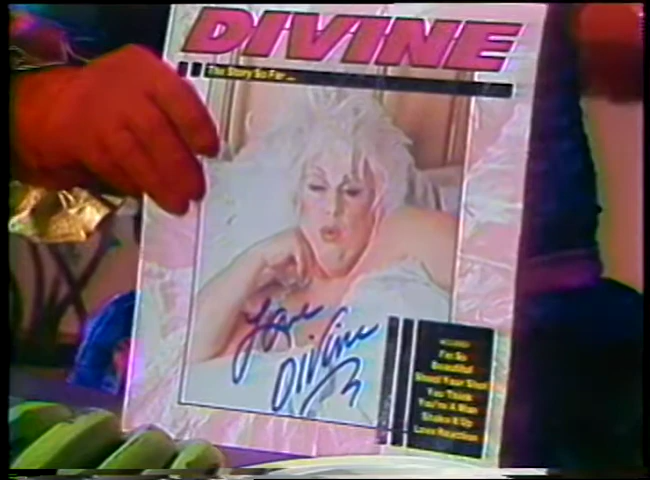 DIVINE
The Story So Far...
Love
Divine
INCLUDES
I'm So
Beautiful
Shoot Your Shot
You Think
You're A Man
Shake It Up
Love Reaction